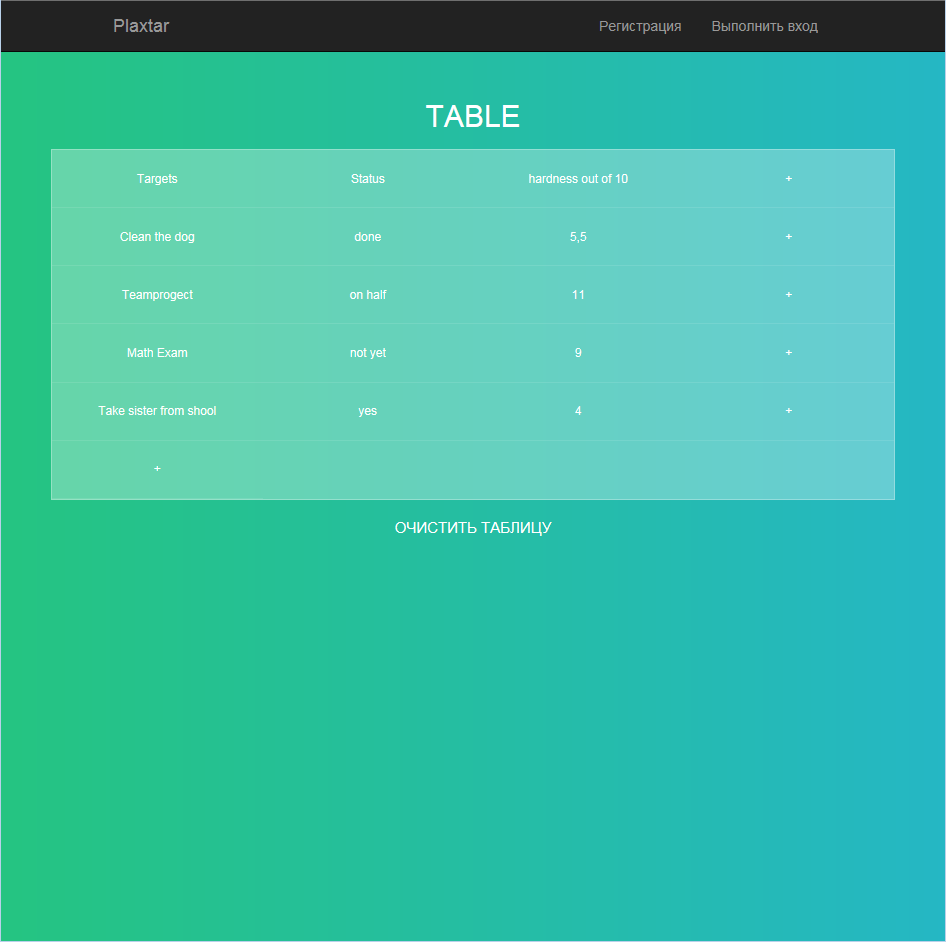 Plaxtar Регистрация Выполнить вход
TABLE
Targets Status hardness out of 10 +
Clean the dog done 5,5 +
Teamprogect on half 11 +
Math Exam not yet 9 +
Take sister from shool yes 4 +
+
ОЧИСТИТЬ ТАБЛИЦУ